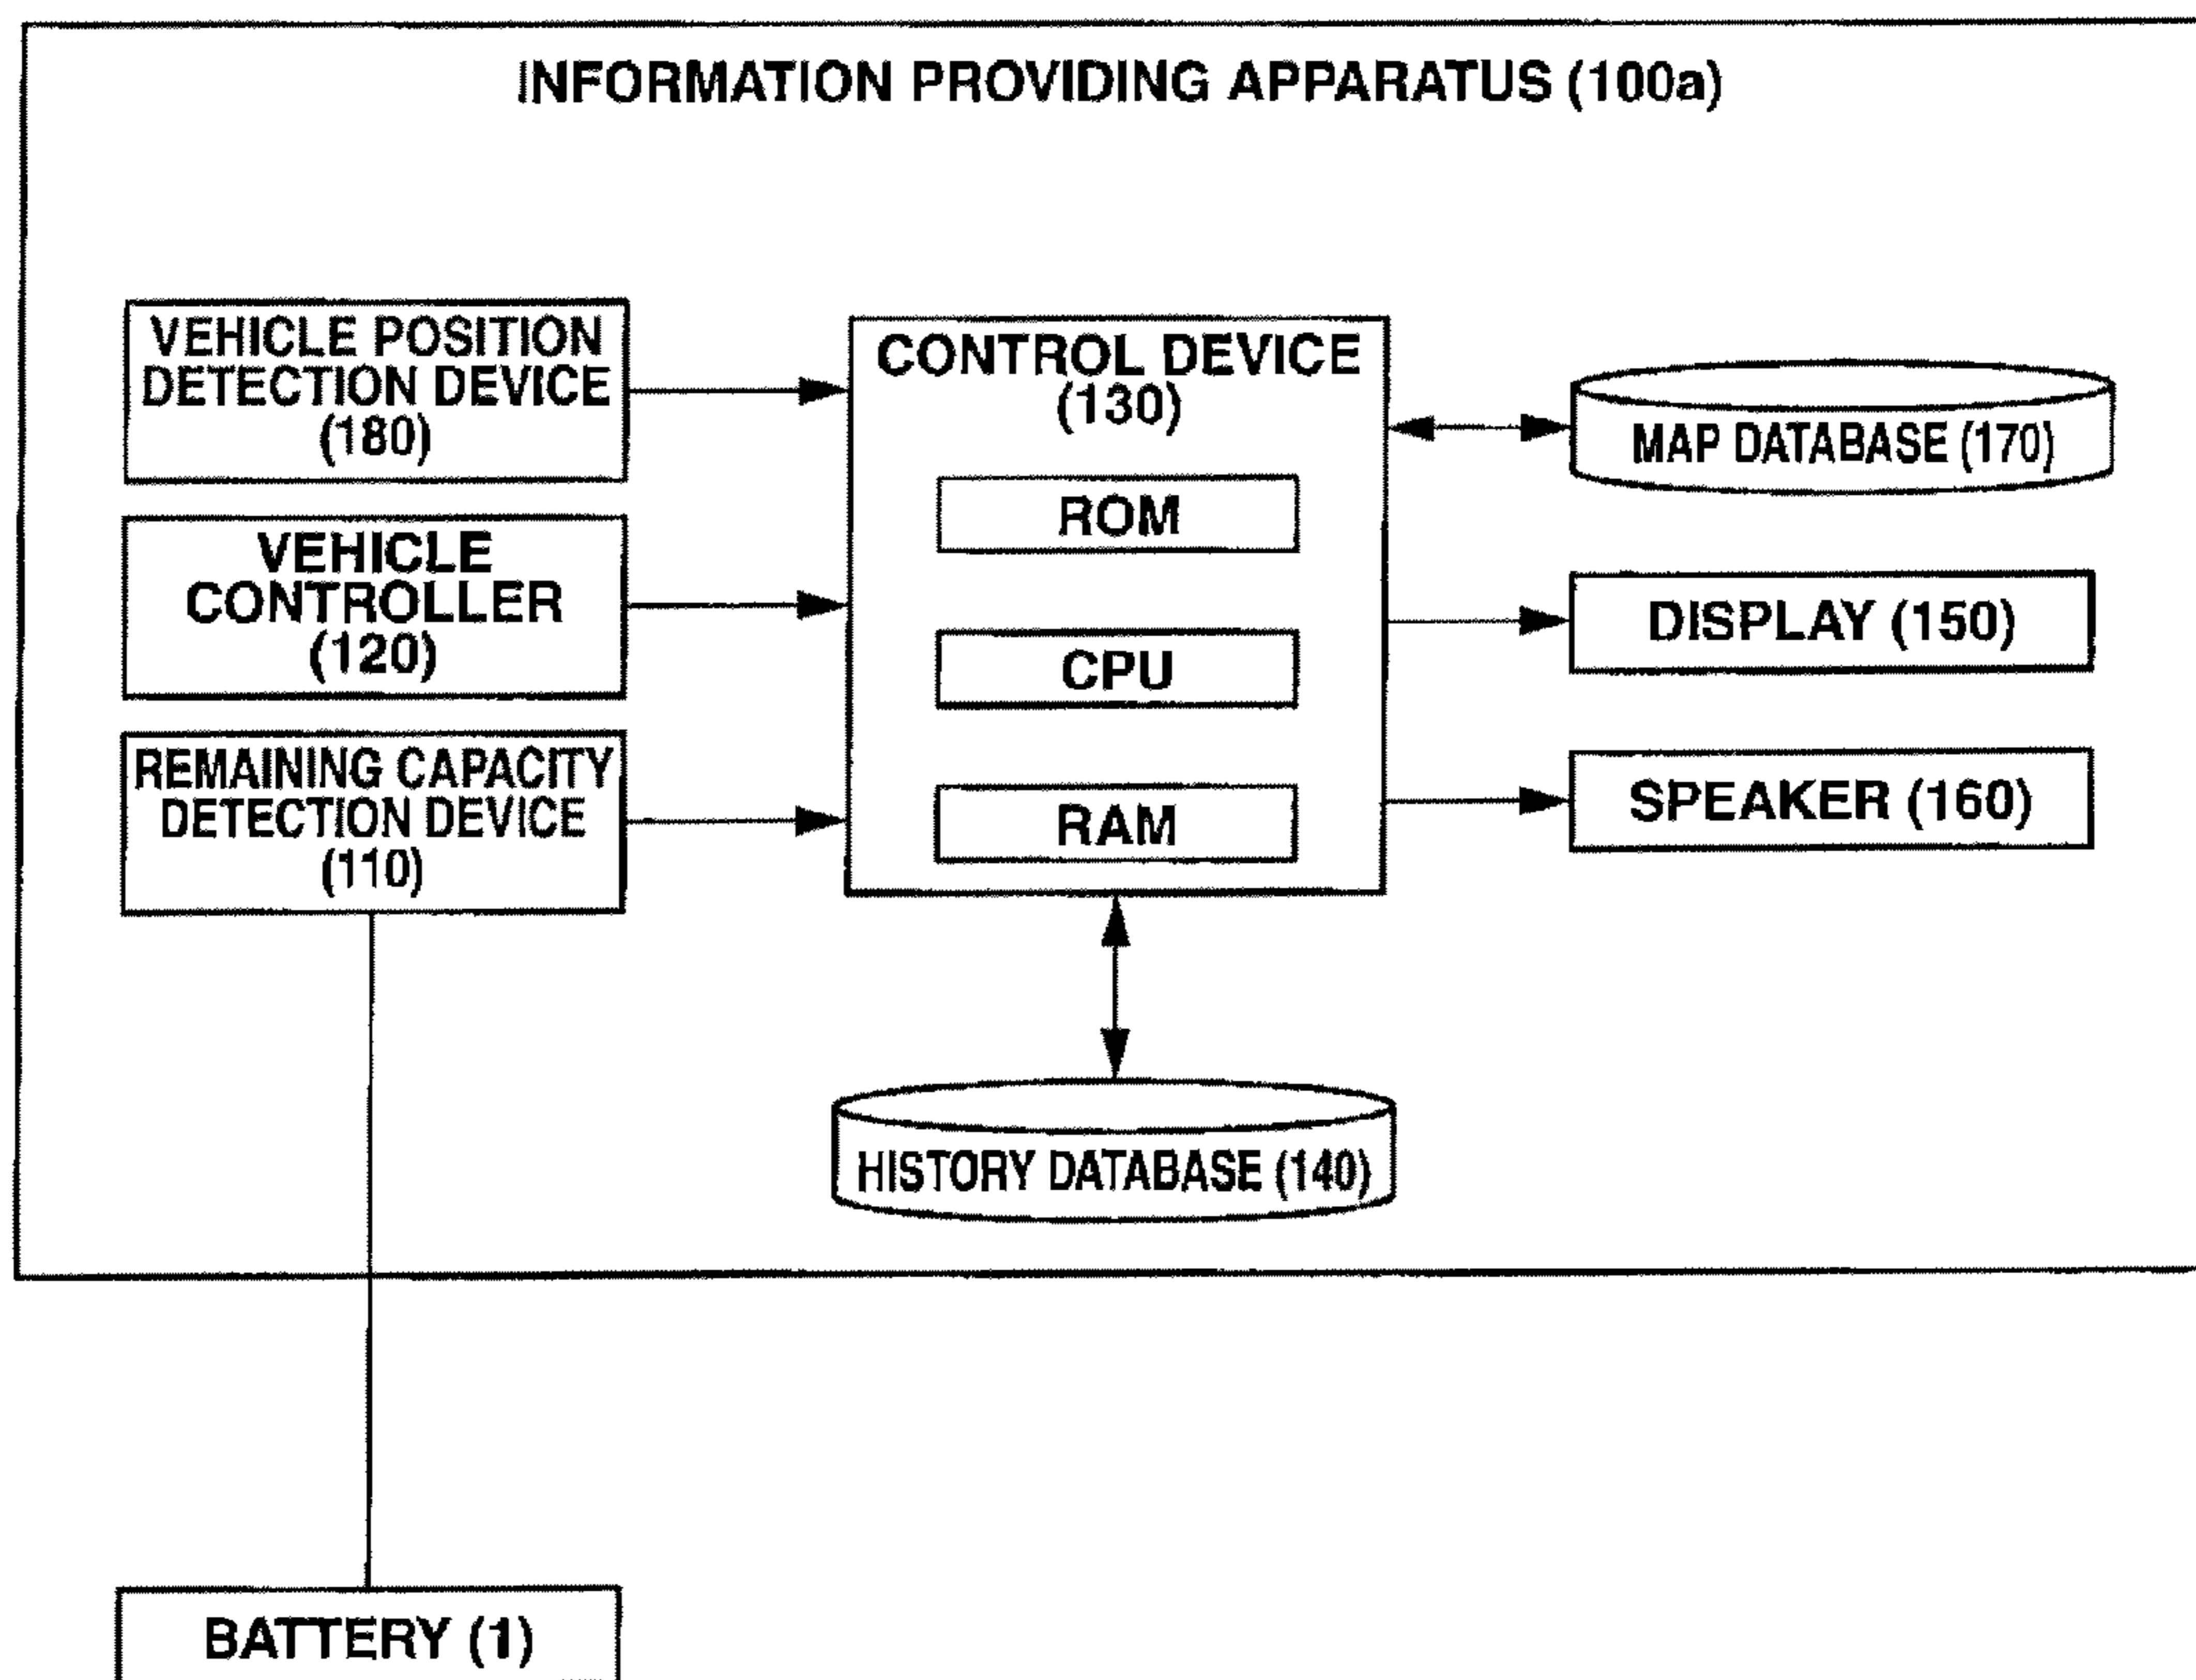 INFORMATION PROVIDING APPARATUS (100a)
VEHICLE POSITION
DETECTION DEVICE
(180)
VEHICLE
CONTROLLER
(120)
REMAINING CAPACITY
DETECTION DEVICE
(110)
CONTROL DEVICE
(130)
ROM
CPU
RAM
MAP DATABASE (170)
DISPLAY (150)
SPEAKER (160)
HISTORY DATABASE (140)
BATTERY (1)